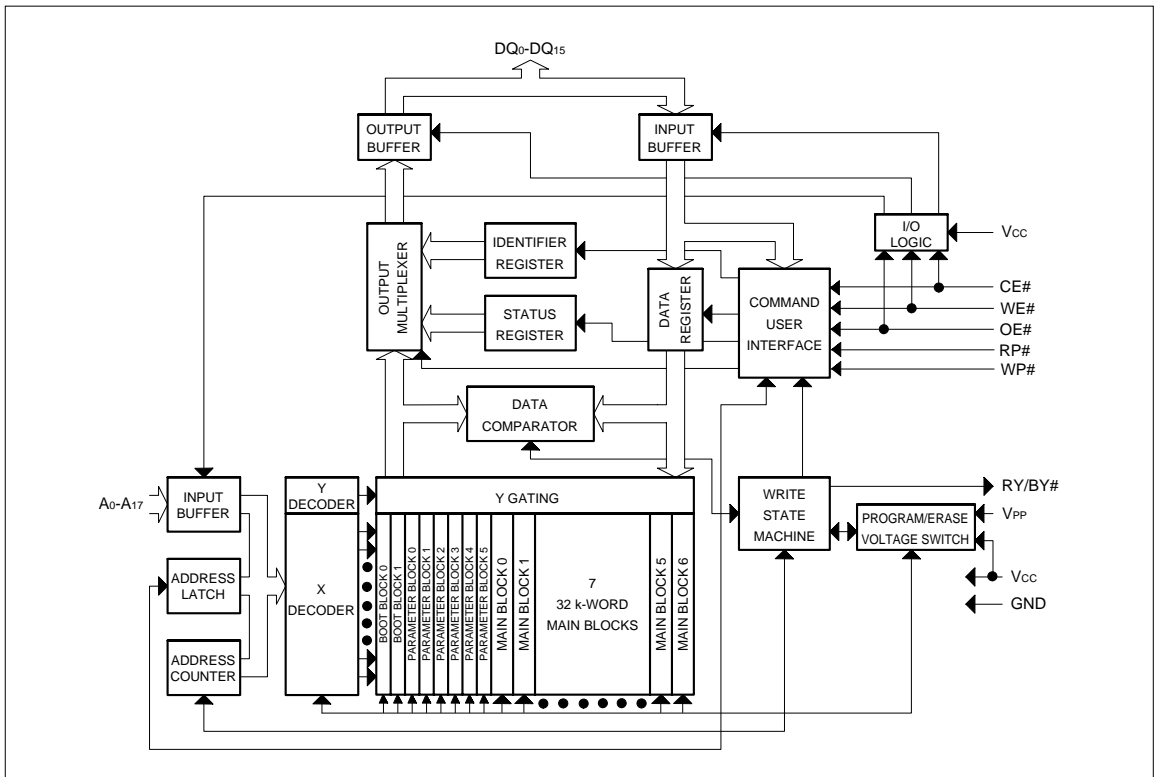 DQ0-DQ15
OUTPUT
BUFFER
INPUT
BUFFER
I/O
LOGIC
VCC
IDENTIFIER
REGISTER
OUTPUT
MULTIPLEXER
STATUS
REGISTER
DATA
REGISTER
COMMAND
USER
INTERFACE
CE#
WE#
OE#
RP#
WP#
DATA
COMPARATOR
A0-A17
INPUT
BUFFER
Y
DECODER
Y GATING
WRITE
STATE
MACHINE
RY/BY#
VPP
PROGRAM/ERASE
VOLTAGE SWITCH
VCC
GND
ADDRESS
LATCH
X
DECODER
ADDRESS
COUNTER
BOOT BLOCK 0
BOOT BLOCK 1
PARAMETER BLOCK 0
PARAMETER BLOCK 1
PARAMETER BLOCK 2
PARAMETER BLOCK 3
PARAMETER BLOCK 4
PARAMETER BLOCK 5
MAIN BLOCK 0
MAIN BLOCK 1
7
32 k-WORD
MAIN BLOCKS
MAIN BLOCK 5
MAIN BLOCK 6